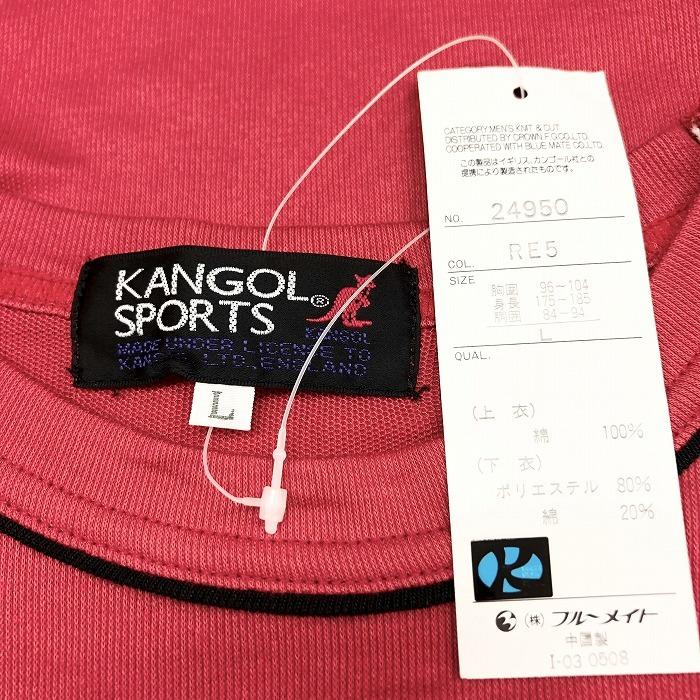 KANGOL®
SPORTS
KANGOL
MADE UNDER LICENCE TO
KANGOL LTD. ENGLAND
L
CATEGORY.MEN'S KNIT & CUT
DISTRIBUTED BY CROWN.F.G.CO.LTD.
COOPERATED WITH BLUE MATE CO.LTD.
この製品はイギリス、カンゴール社との
提携により製造されたものです。
NO. 24950
COL. RE5
SIZE
胸囲 96~104
身長 175~185
胴囲 84~94
L
QUAL.
(上 衣)
綿 100%
(下 衣)
ポリエステル 80%
綿 20%
(株) ブルーメイト
中国製
I-03 0508